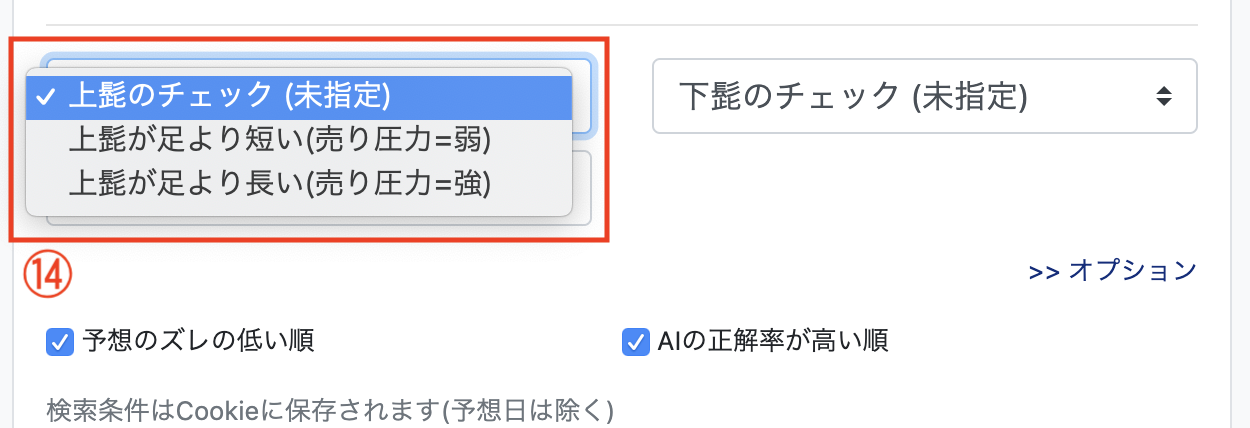 上髭のチェック (未指定)
下髭のチェック (未指定)
上髭が足より短い(売り圧力=弱)
上髭が足より長い(売り圧力=強)
⑭
>> オプション
予想のズレの低い順
AIの正解率が高い順
検索条件はCookieに保存されます(予想日は除く)